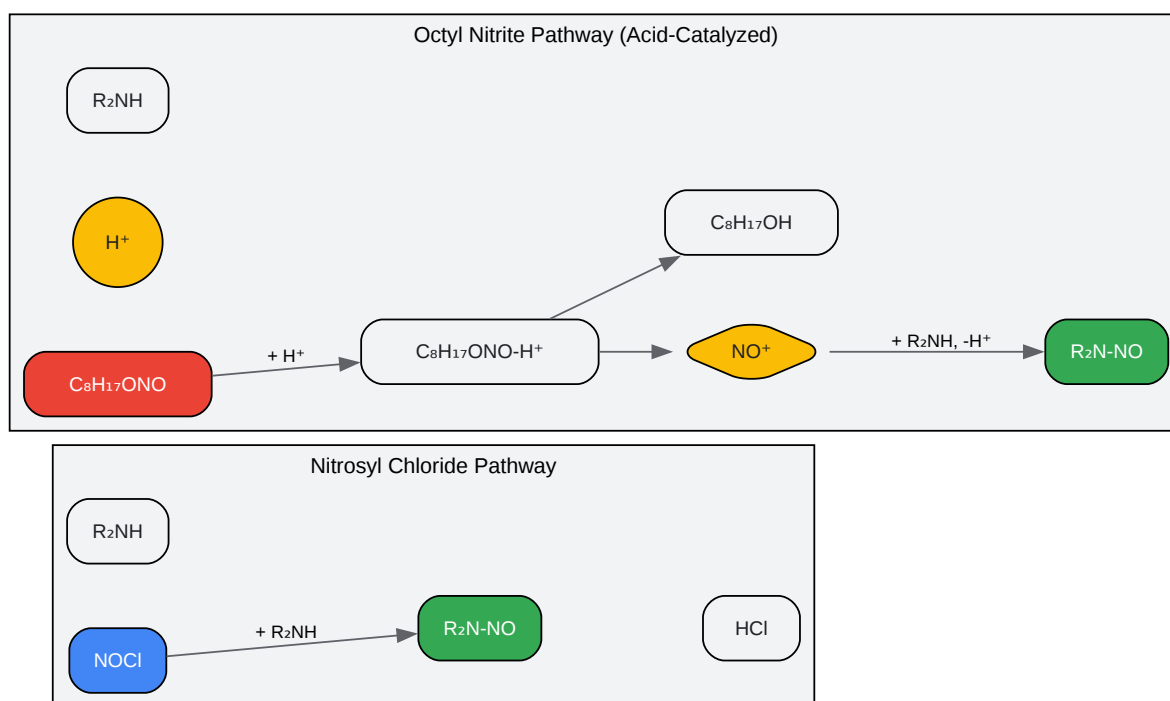 Octyl Nitrite Pathway (Acid-Catalyzed)
R₂NH
H⁺
C₈H₁₇OH
C₈H₁₇ONO
+ H⁺
C₈H₁₇ONO-H⁺
NO⁺
+ R₂NH, -H⁺
R₂N-NO
Nitrosyl Chloride Pathway
R₂NH
NOCl
+ R₂NH
R₂N-NO
HCl